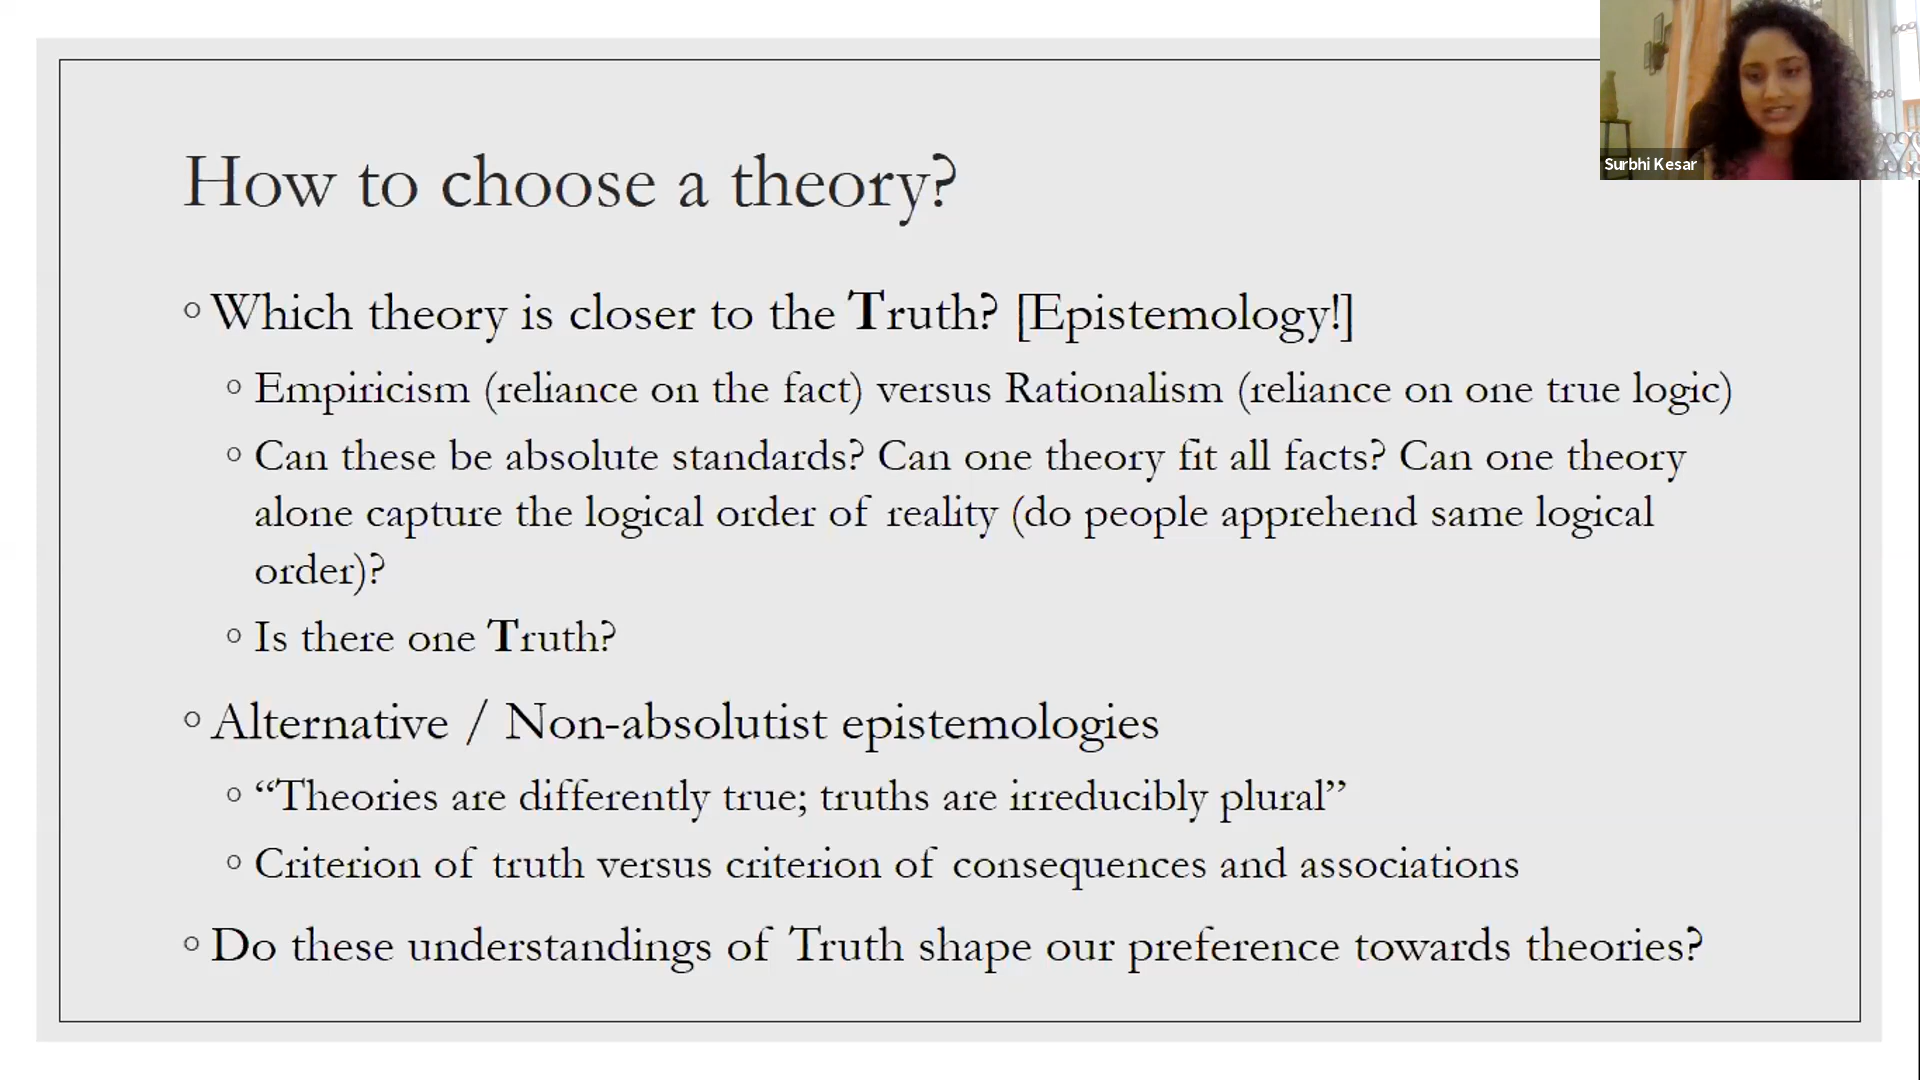 Surbhi Kesar
How to choose a theory?
◦ Which theory is closer to the Truth? [Epistemology!]
◦ Empiricism (reliance on the fact) versus Rationalism (reliance on one true logic)
◦ Can these be absolute standards? Can one theory fit all facts? Can one theory
alone capture the logical order of reality (do people apprehend same logical
order)?
◦ Is there one Truth?
◦ Alternative / Non-absolutist epistemologies
◦ “Theories are differently true; truths are irreducibly plural”
◦ Criterion of truth versus criterion of consequences and associations
◦ Do these understandings of Truth shape our preference towards theories?